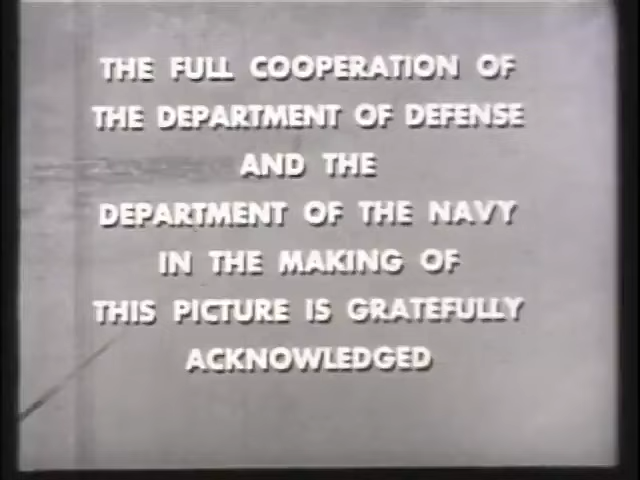 THE FULL COOPERATION OF
THE DEPARTMENT OF DEFENSE
AND THE
DEPARTMENT OF THE NAVY
IN THE MAKING OF
THIS PICTURE IS GRATEFULLY
ACKNOWLEDGED